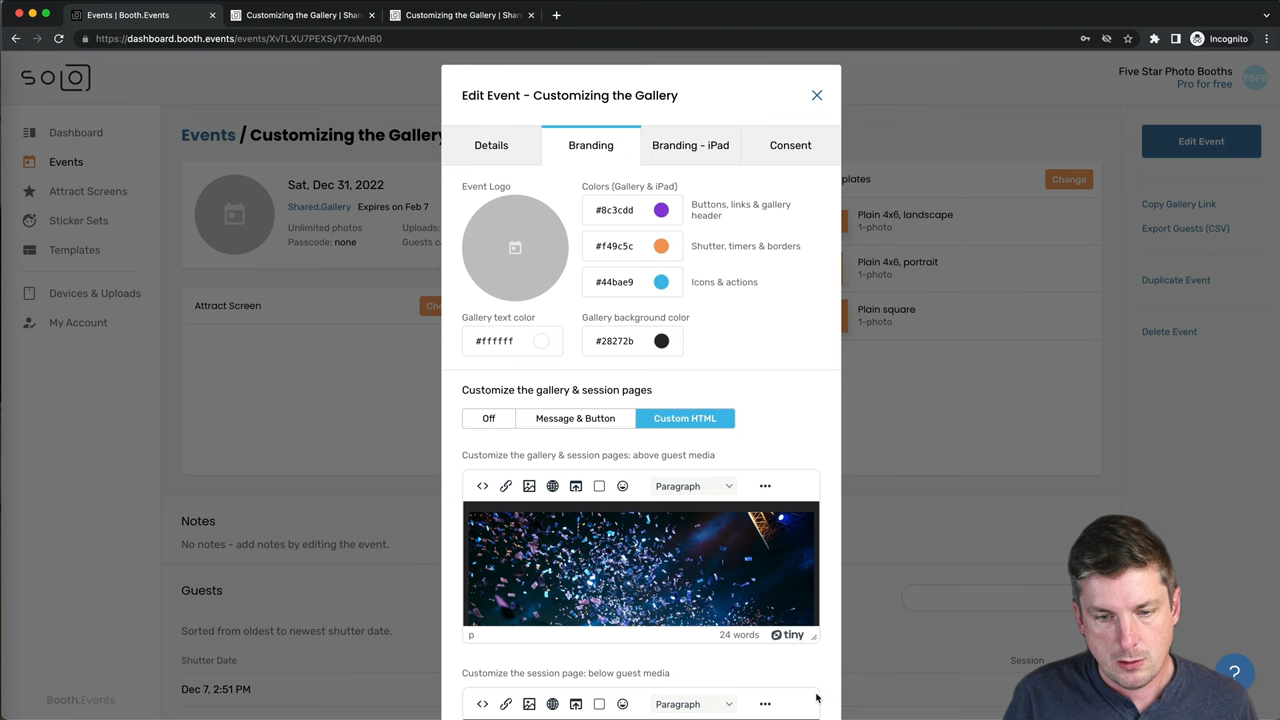 Events | Booth.Events
Customizing the Gallery | Shar
Customizing the Gallery | Shar
https://dashboard.booth.events/events/XvTLXU7PEXSyT7rxMnB0
Incognito
SOLO
Five Star Photo Booths
Pro for free
FSPB
Dashboard
Events
Attract Screens
Sticker Sets
Templates
Devices & Uploads
My Account
Booth.Events
Events / Customizing the Gallery
Sat, Dec 31, 2022
Shared.Gallery Expires on Feb 7
Unlimited photos
Uploads:
Passcode: none
Guests c
Attract Screen
Ch
Notes
No notes - add notes by editing the event.
Guests
Sorted from oldest to newest shutter date.
Shutter Date
Session
Dec 7, 2:51 PM
Edit Event - Customizing the Gallery
Details
Branding
Branding - iPad
Consent
Event Logo
Colors (Gallery & iPad)
#8c3cdd
Buttons, links & gallery
header
#f49c5c
Shutter, timers & borders
#44bae9
Icons & actions
Gallery text color
Gallery background color
#ffffff
#28272b
Customize the gallery & session pages
Off
Message & Button
Custom HTML
Customize the gallery & session pages: above guest media
Paragraph
p
24 words
tiny
Customize the session page: below guest media
Paragraph
plates
Change
Plain 4x6, landscape
1-photo
Plain 4x6, portrait
1-photo
Plain square
1-photo
Edit Event
Copy Gallery Link
Export Guests (CSV)
Duplicate Event
Delete Event
?